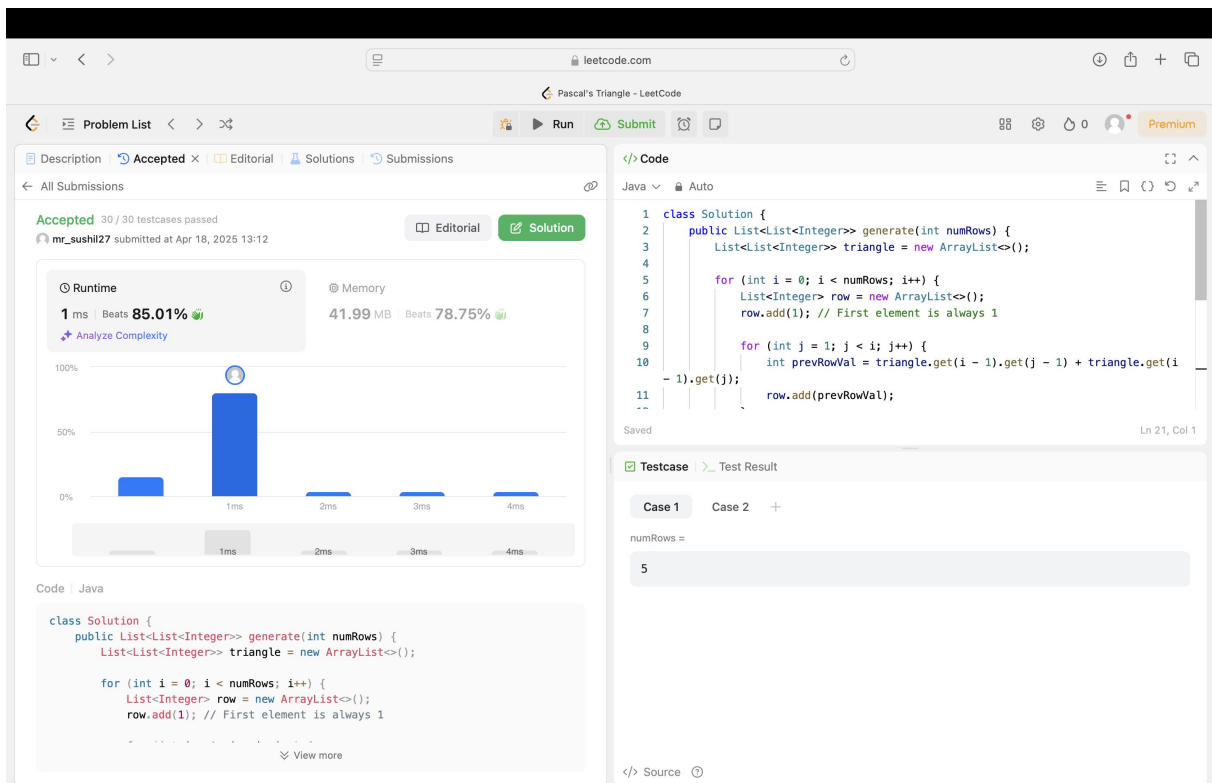 leetcode.com
Pascal's Triangle - LeetCode
Problem List
Run
Submit
0
Premium
Description
Accepted
Editorial
Solutions
Submissions
All Submissions
Accepted 30 / 30 testcases passed
mr_sushil27 submitted at Apr 18, 2025 13:12
Editorial
Solution
Runtime
1 ms Beats 85.01%
Analyze Complexity
Memory
41.99 MB Beats 78.75%
100%
50%
0%
1ms 2ms 3ms 4ms
1ms 2ms 3ms 4ms
Code Java
class Solution {
public List<List<Integer>> generate(int numRows) {
List<List<Integer>> triangle = new ArrayList<>();
for (int i = 0; i < numRows; i++) {
List<Integer> row = new ArrayList<>();
row.add(1); // First element is always 1
View more
</> Code
Java Auto
1 class Solution {
2 public List<List<Integer>> generate(int numRows) {
3 List<List<Integer>> triangle = new ArrayList<>();
4
5 for (int i = 0; i < numRows; i++) {
6 List<Integer> row = new ArrayList<>();
7 row.add(1); // First element is always 1
8
9 for (int j = 1; j < i; j++) {
10 int prevRowVal = triangle.get(i - 1).get(j - 1) + triangle.get(i
- 1).get(j);
11 row.add(prevRowVal);
Saved
Ln 21, Col 1
Testcase
>_ Test Result
Case 1 Case 2 +
numRows =
5
</> Source